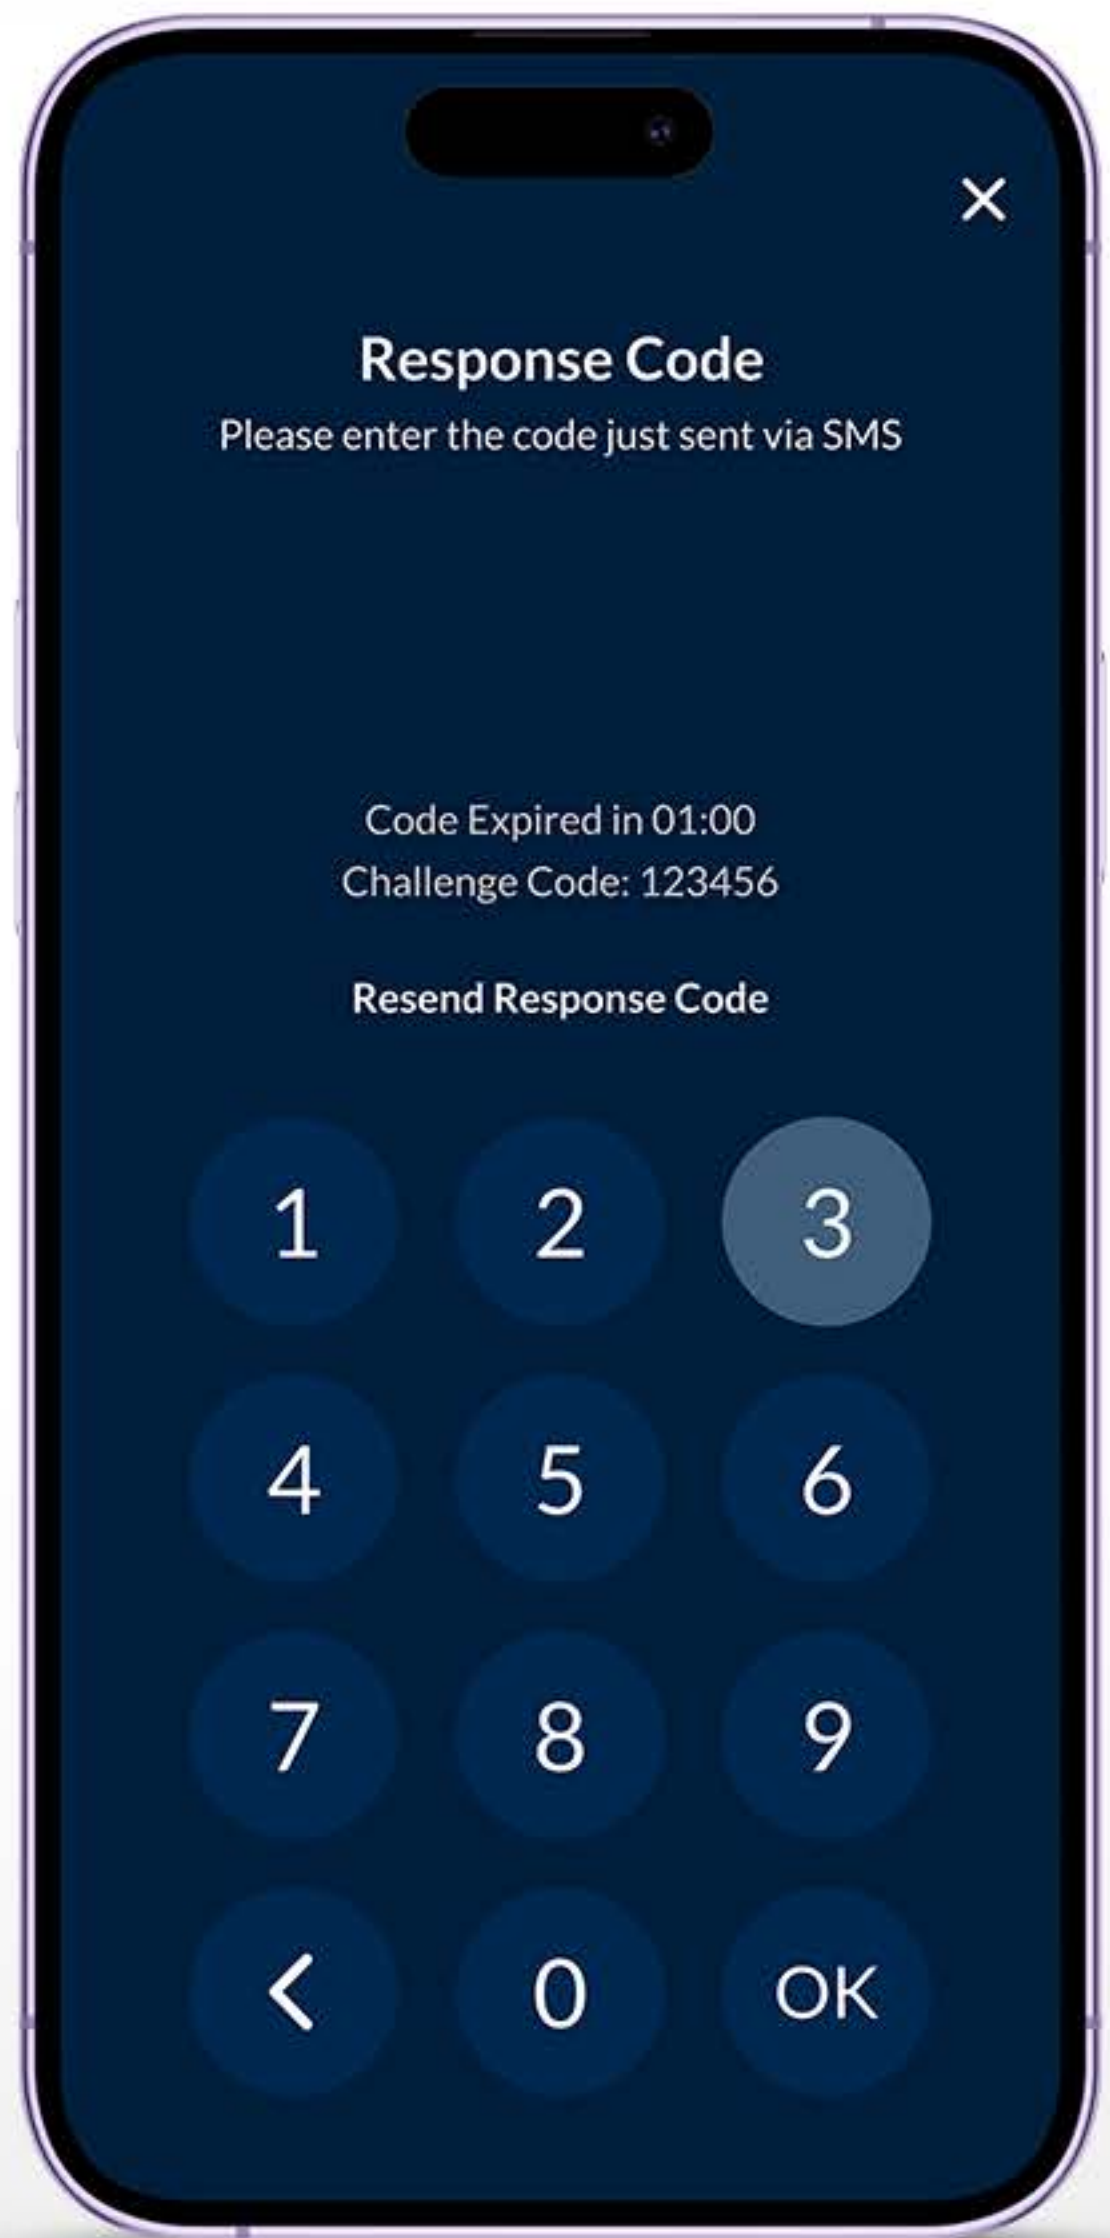 Response Code
Please enter the code just sent via SMS
Code Expired in 01:00
Challenge Code: 123456
Resend Response Code
1 2 3
4 5 6
7 8 9
0 OK